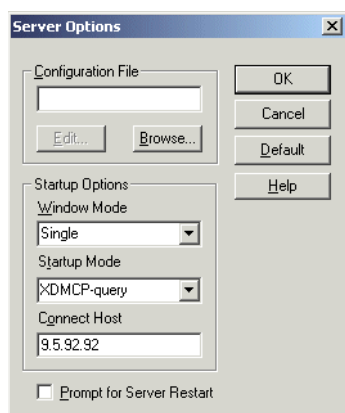 Server Options
Configuration File
Edit...
Browse...
OK
Cancel
Default
Help
Startup Options
Window Mode
Single
Startup Mode
XDMCP-query
Connect Host
9.5.92.92
Prompt for Server Restart